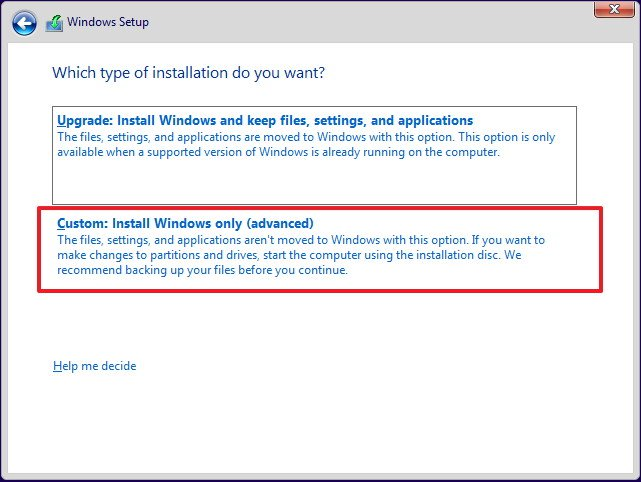 Windows Setup
Which type of installation do you want?
Upgrade: Install Windows and keep files, settings, and applications
The files, settings, and applications are moved to Windows with this option. This option is only
available when a supported version of Windows is already running on the computer.
Custom: Install Windows only (advanced)
The files, settings, and applications aren't moved to Windows with this option. If you want to
make changes to partitions and drives, start the computer using the installation disc. We
recommend backing up your files before you continue.
Help me decide